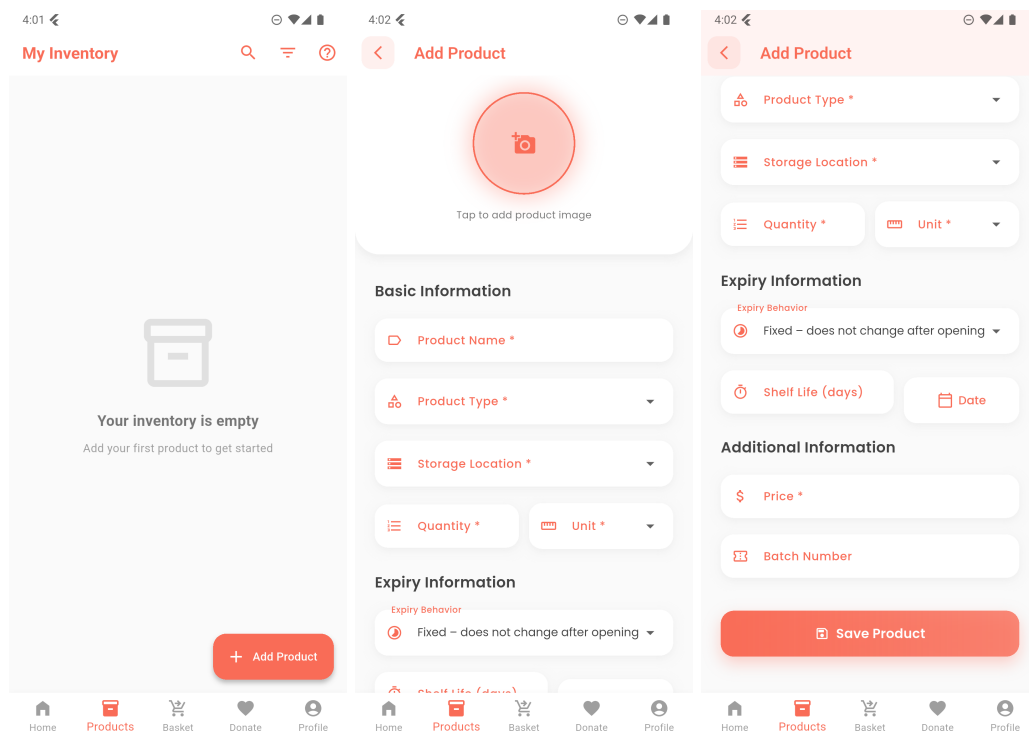 4:01
My Inventory
Your inventory is empty
Add your first product to get started
+ Add Product
Home Products Basket Donate Profile
4:02
Add Product
Tap to add product image
Basic Information
Product Name *
Product Type *
Storage Location *
Quantity * Unit *
Expiry Information
Expiry Behavior
Fixed – does not change after opening
Shelf Life (days)
Home Products Basket Donate Profile
4:02
Add Product
Product Type *
Storage Location *
Quantity * Unit *
Expiry Information
Expiry Behavior
Fixed – does not change after opening
Shelf Life (days) Date
Additional Information
$ Price *
Batch Number
Save Product
Home Products Basket Donate Profile